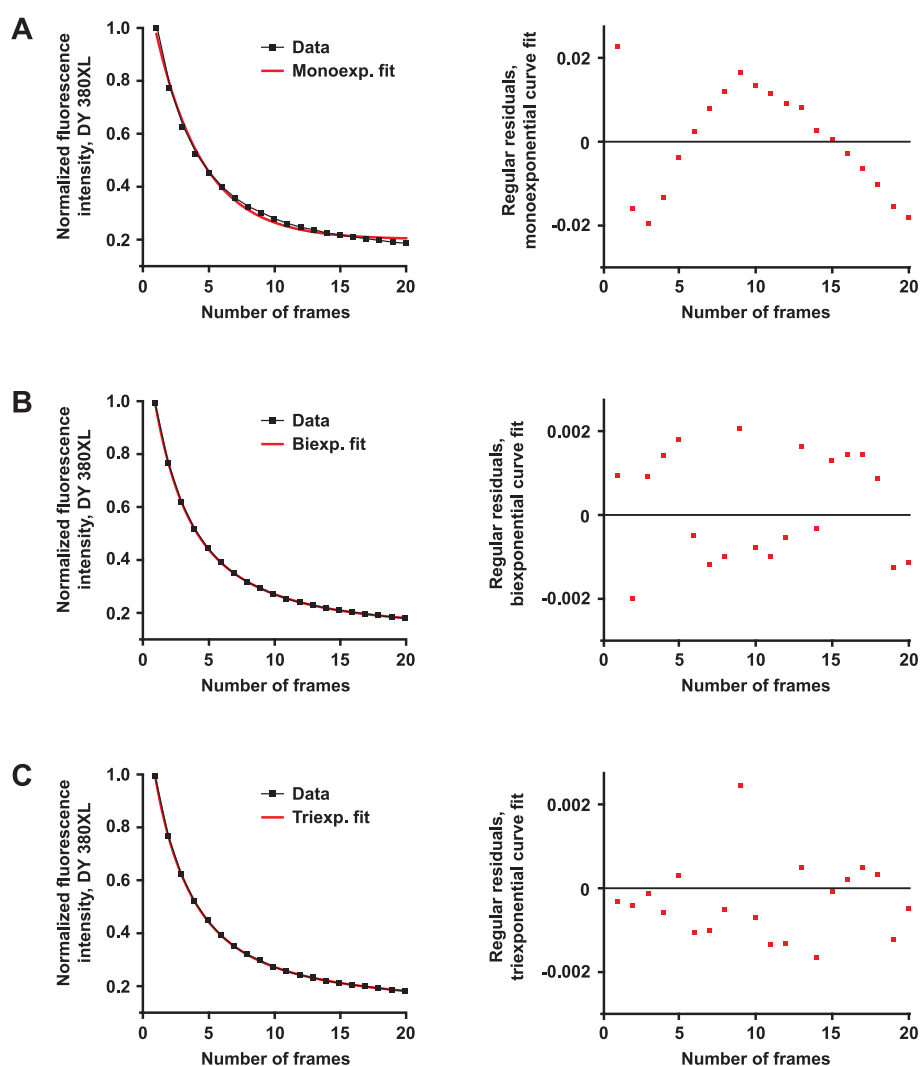 A
Normalized fluorescence
intensity, DY 380XL
1.0
0.8
0.6
0.4
0.2
0 5 10 15 20
Number of frames
Data
Monoexp. fit
Regular residuals,
monoexponential curve fit
0.02
0
-0.02
0 5 10 15 20
Number of frames
B
Normalized fluorescence
intensity, DY 380XL
1.0
0.8
0.6
0.4
0.2
0 5 10 15 20
Number of frames
Data
Biexp. fit
Regular residuals,
biexponential curve fit
0.002
0
-0.002
0 5 10 15 20
Number of frames
C
Normalized fluorescence
intensity, DY 380XL
1.0
0.8
0.6
0.4
0.2
0 5 10 15 20
Number of frames
Data
Triexp. fit
Regular residuals,
triexponential curve fit
0.002
0
-0.002
0 5 10 15 20
Number of frames